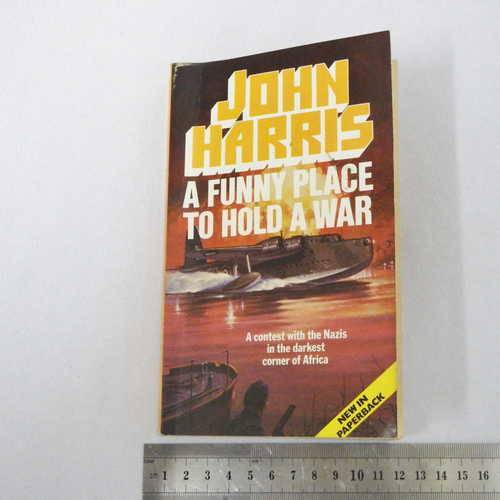 JOHN
HARRIS
A FUNNY PLACE
TO HOLD A WAR
A contest with the Nazis
in the darkest
corner of Africa
NEW IN
PAPERBACK
1 2 3 4 5 6 7 8 9 10 11 12 13 14 15 16